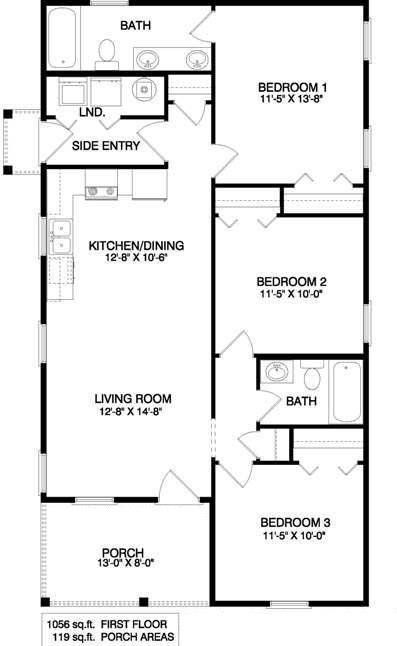 BATH
BEDROOM 1
11'-5" X 13'-8"
LND.
SIDE ENTRY
KITCHEN/DINING
12'-8" X 10'-6"
BEDROOM 2
11'-5" X 10'-0"
LIVING ROOM
12'-8" X 14'-8"
BATH
BEDROOM 3
11'-5" X 10'-0"
PORCH
13'-0" X 8'-0"
1056 sq.ft. FIRST FLOOR
119 sq.ft. PORCH AREAS